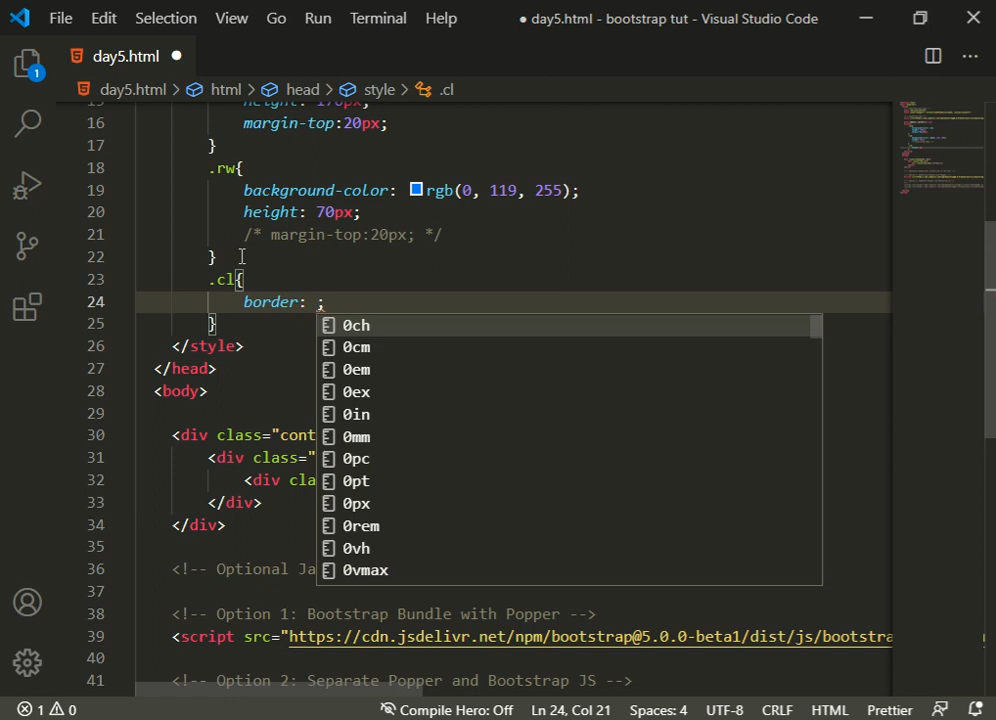 File Edit Selection View Go Run Terminal Help
● day5.html - bootstrap tut - Visual Studio Code
1
day5.html ●
day5.html > html > head > style > .cl
16 margin-top:20px;
17 }
18 .rw{
19 background-color: rgb(0, 119, 255);
20 height: 70px;
21 /* margin-top:20px; */
22 }
23 .cl{
24 border: ;
25 }
0ch
26 </style>
0cm
27 </head>
0em
28 <body>
0ex
29
0in
30 <div class="cont
0mm
31 <div class="
0pc
32 <div cla
0pt
33 </div>
0px
34 </div>
0rem
35
0vh
36 <!-- Optional Ja
0vmax
37
38 <!-- Option 1: Bootstrap Bundle with Popper -->
39 <script src="https://cdn.jsdelivr.net/npm/bootstrap@5.0.0-beta1/dist/js/bootstra
40
41 <!-- Option 2: Separate Popper and Bootstrap JS -->
1 0 Compile Hero: Off Ln 24, Col 21 Spaces: 4 UTF-8 CRLF HTML Prettier